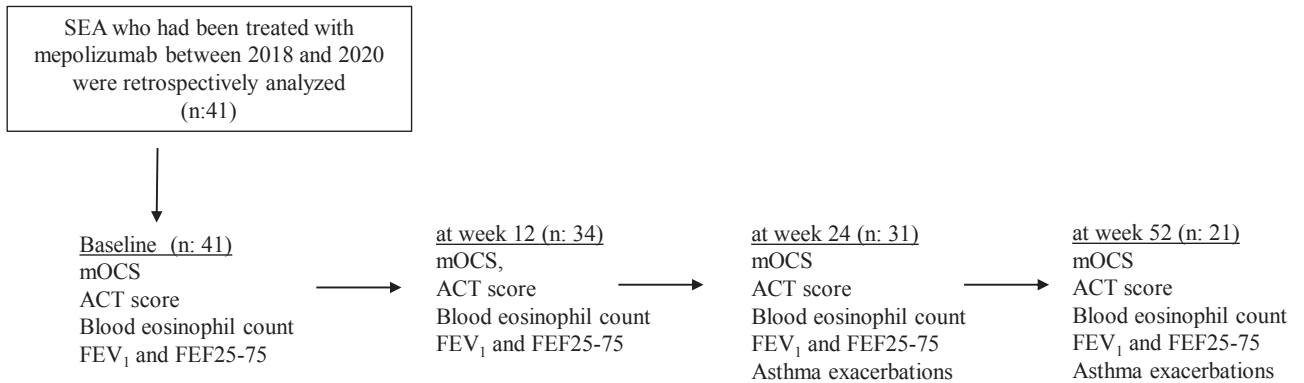 SEA who had been treated with
mepolizumab between 2018 and 2020
were retrospectively analyzed
(n:41)
Baseline (n: 41)
mOCS
ACT score
Blood eosinophil count
FEV₁ and FEF25-75
at week 12 (n: 34)
mOCS,
ACT score
Blood eosinophil count
FEV₁ and FEF25-75
at week 24 (n: 31)
mOCS
ACT score
Blood eosinophil count
FEV₁ and FEF25-75
Asthma exacerbations
at week 52 (n: 21)
mOCS
ACT score
Blood eosinophil count
FEV₁ and FEF25-75
Asthma exacerbations